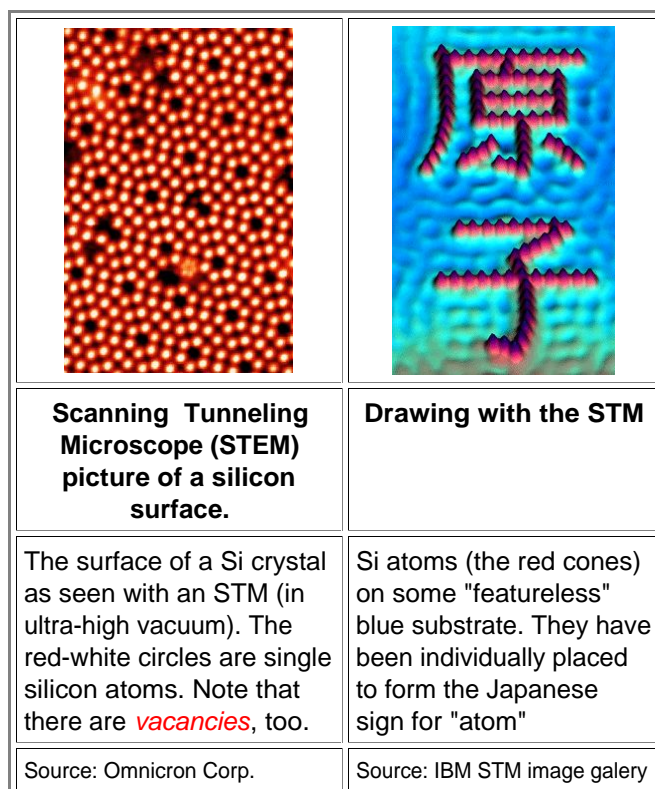 原
子
Scanning Tunneling
Microscope (STEM)
picture of a silicon
surface.
Drawing with the STM
The surface of a Si crystal
as seen with an STM (in
ultra-high vacuum). The
red-white circles are single
silicon atoms. Note that
there are vacancies, too.
Si atoms (the red cones)
on some "featureless"
blue substrate. They have
been individually placed
to form the Japanese
sign for "atom"
Source: Omnicron Corp.
Source: IBM STM image galery